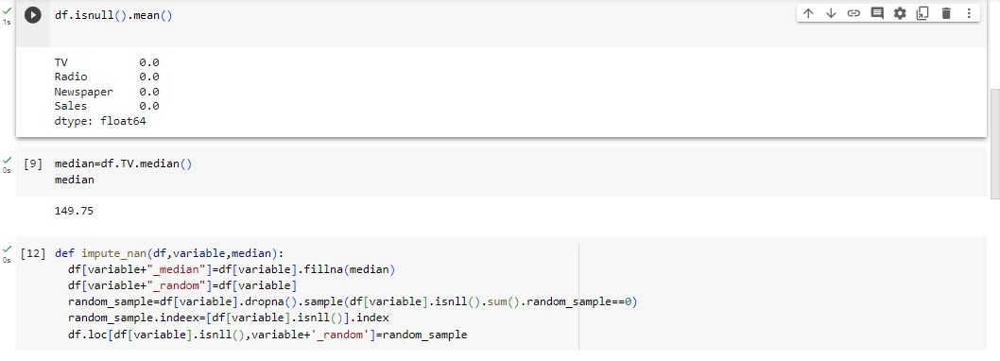 1s
df.isnull().mean()
TV 0.0
Radio 0.0
Newspaper 0.0
Sales 0.0
dtype: float64
0s
[9] median=df.TV.median()
median
149.75
0s
[12] def impute_nan(df,variable,median):
df[variable+"_median"]=df[variable].fillna(median)
df[variable+"_random"]=df[variable]
random_sample=df[variable].dropna().sample(df[variable].isnll().sum().random_sample==0)
random_sample.indeex=[df[variable].isnll()].index
df.loc[df[variable].isnll(),variable+'_random']=random_sample